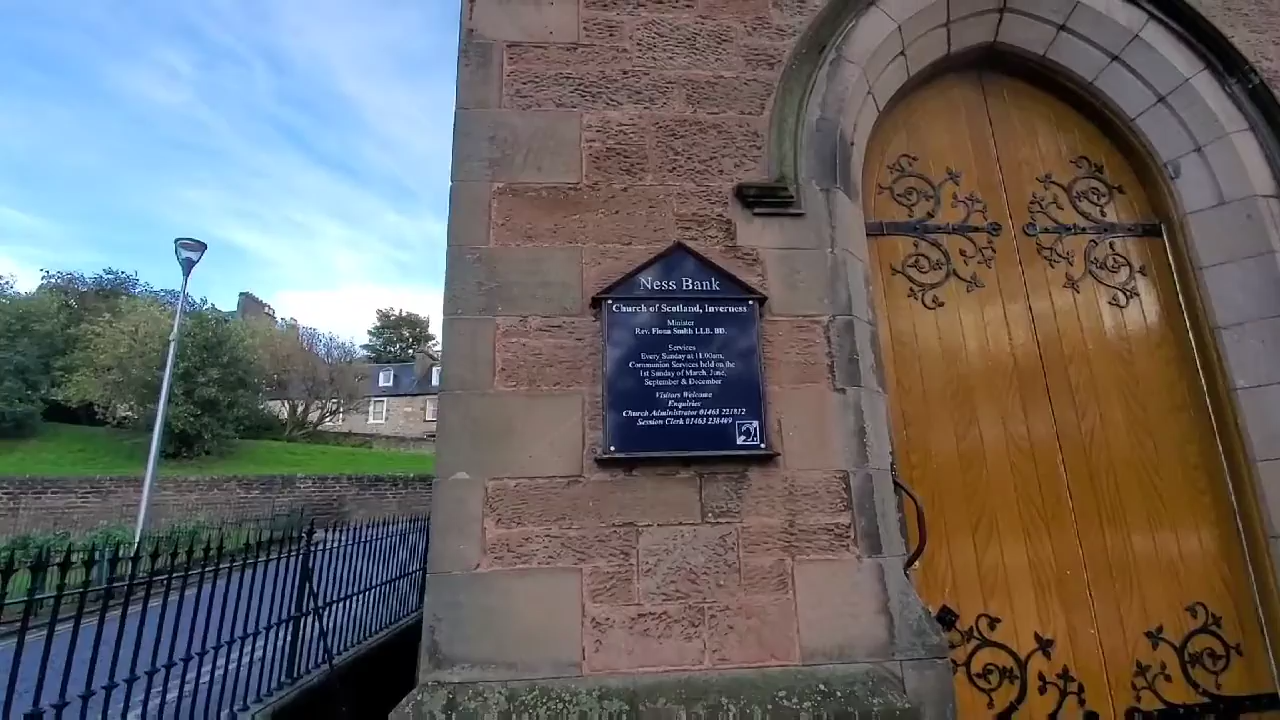 Ness Bank
Church of Scotland, Inverness
Minister
Rev. Fiona Smith LLB. BD.
Services
Every Sunday at 11.00am.
Communion Services held on the
1st Sunday of March, June,
September & December
Visitors Welcome
Enquiries
Church Administrator 01463 221812
Session Clerk 01463 238469